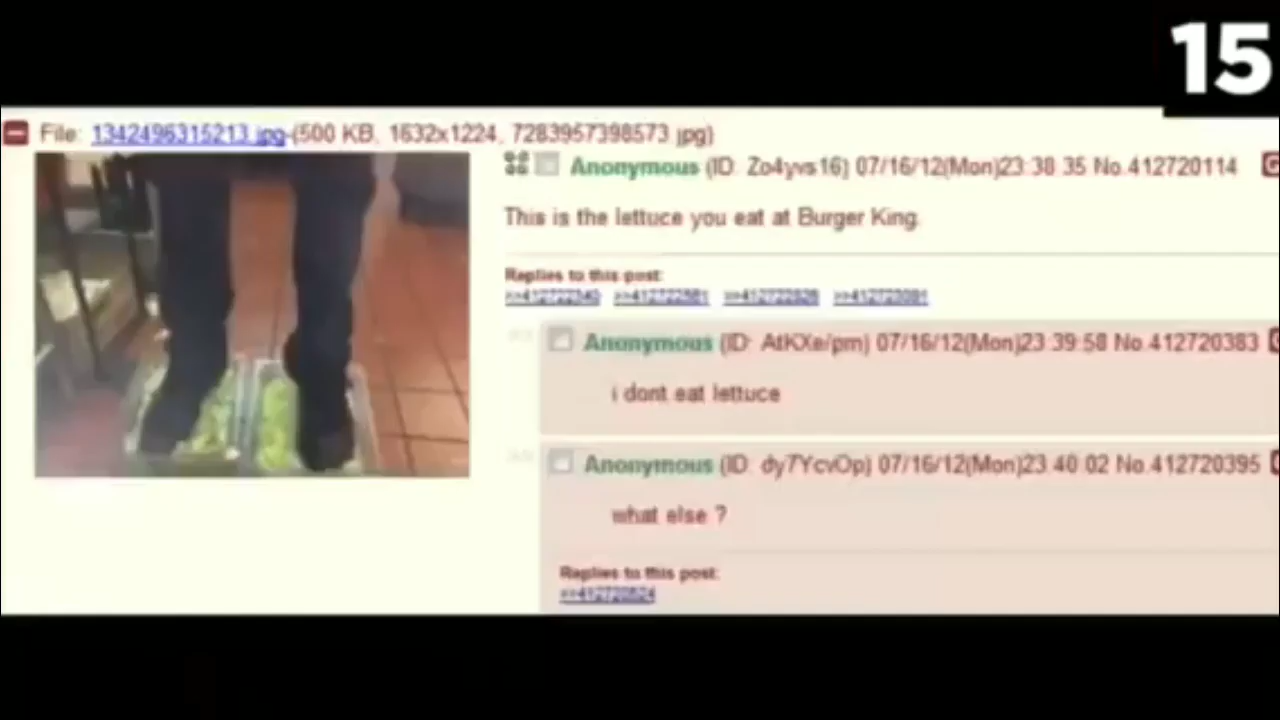 15
File: 1342496315213.jpg-(500 KB, 1632x1224, 7283957398573.jpg)
Anonymous (ID: Zo4yvs16) 07/16/12(Mon)23:38:35 No.412720114
This is the lettuce you eat at Burger King.
Replies to this post:
Anonymous (ID: AtKXe/pm) 07/16/12(Mon)23:39:58 No.412720383
i dont eat lettuce
Anonymous (ID: dy7YcvOp) 07/16/12(Mon)23:40:02 No.412720395
what else ?
Replies to this post: